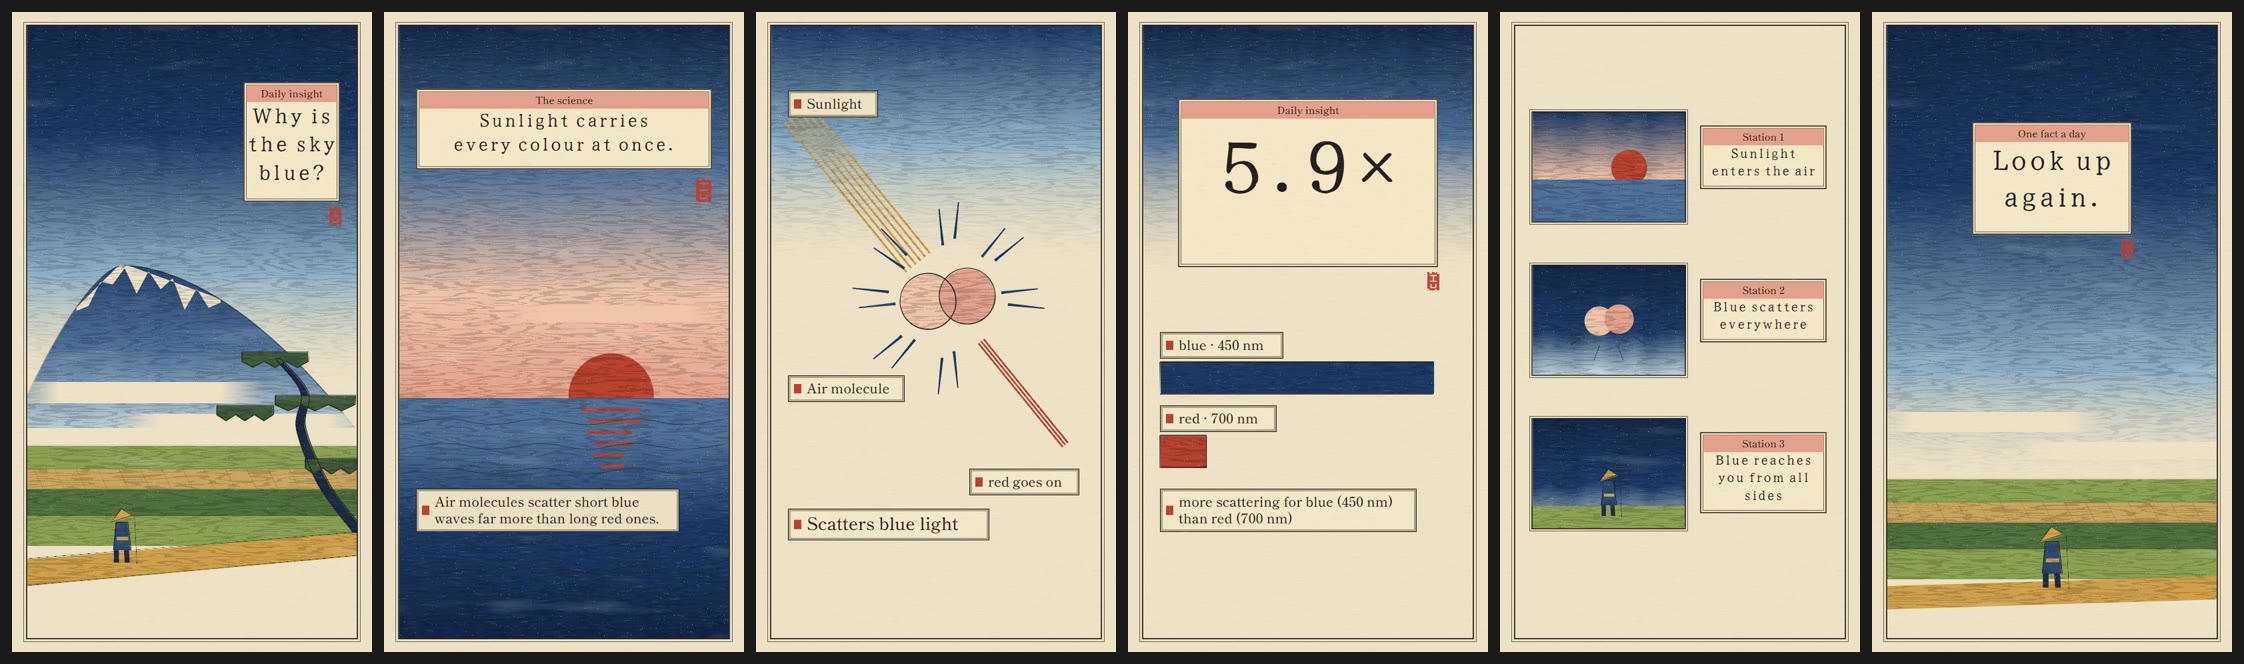 Daily insight
Why is
the sky
blue?
The science
Sunlight carries
every colour at once.
Air molecules scatter short blue
waves far more than long red ones.
Sunlight
Air molecule
red goes on
Scatters blue light
Daily insight
5.9×
blue · 450 nm
red · 700 nm
more scattering for blue (450 nm)
than red (700 nm)
Station 1
Sunlight
enters the air
Station 2
Blue scatters
everywhere
Station 3
Blue reaches
you from all
sides
One fact a day
Look up
again.